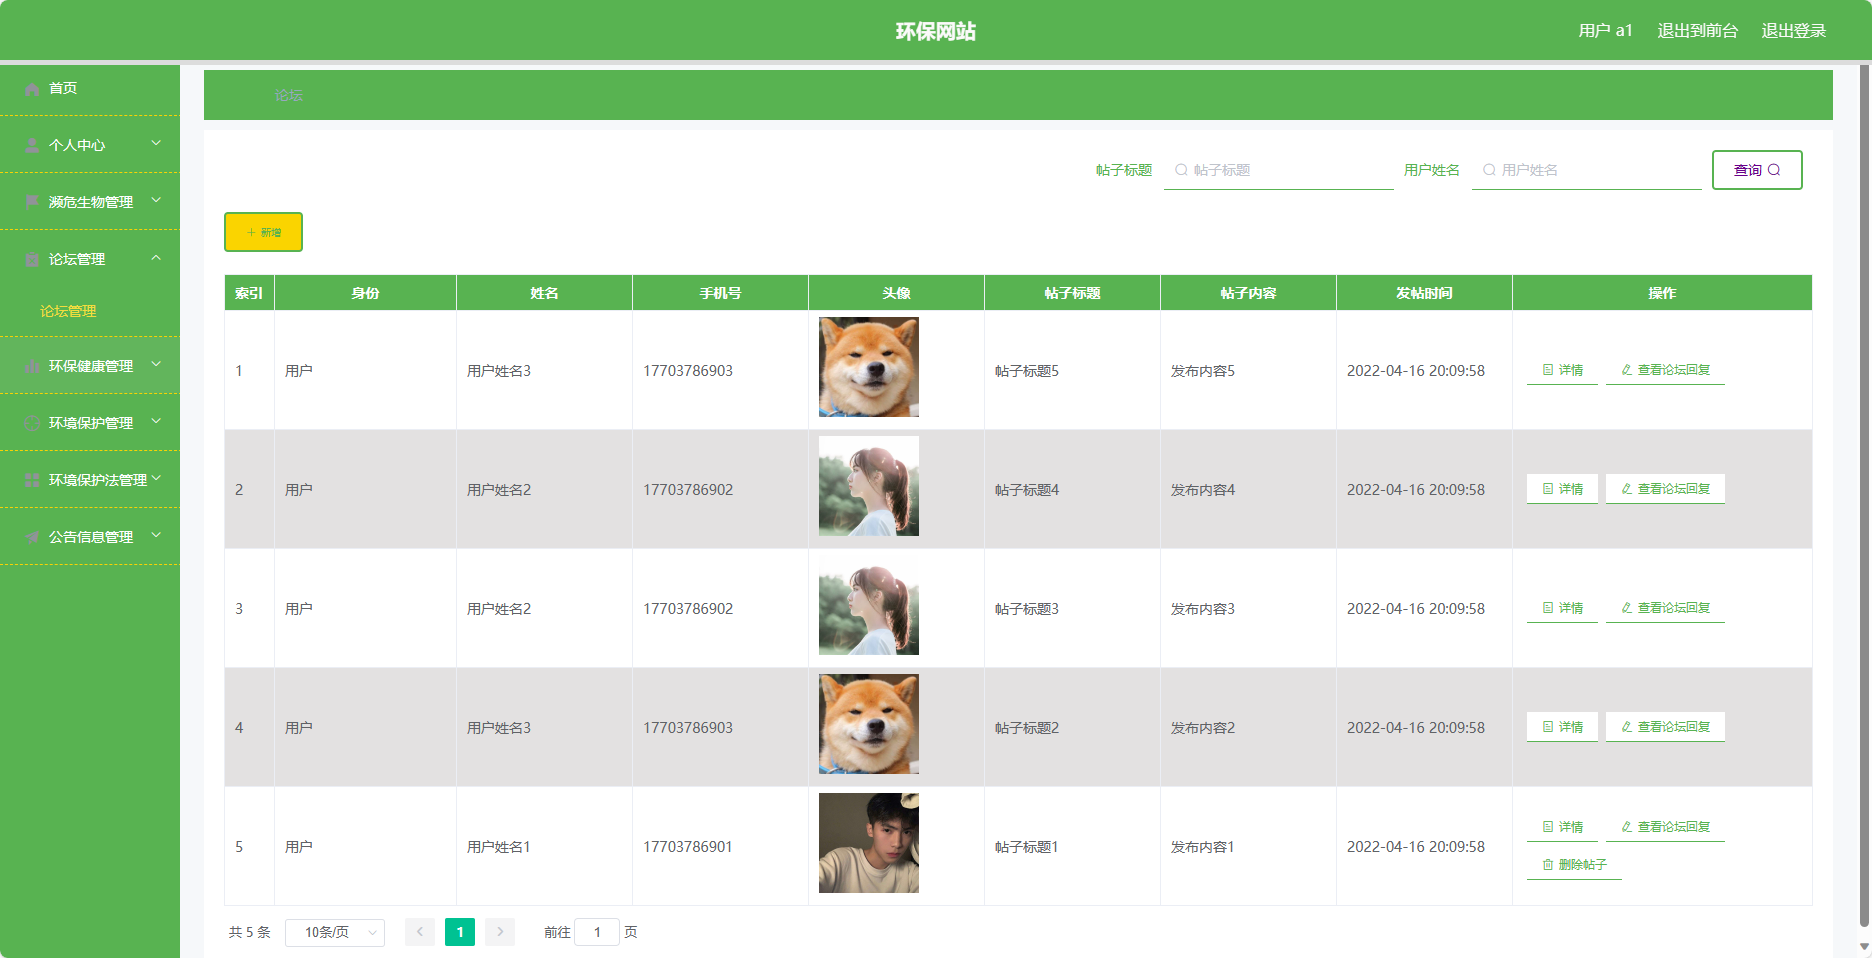 环保网站
用户 a1 退出到前台 退出登录
首页
个人中心
濒危生物管理
论坛管理
论坛管理
环保健康管理
环境保护管理
环境保护法管理
公告信息管理
论坛
帖子标题 帖子标题 用户姓名 用户姓名 查询
新增
索引 身份 姓名 手机号 头像 帖子标题 帖子内容 发帖时间 操作
1 用户 用户姓名3 17703786903 帖子标题5 发布内容5 2022-04-16 20:09:58 详情 查看论坛回复
2 用户 用户姓名2 17703786902 帖子标题4 发布内容4 2022-04-16 20:09:58 详情 查看论坛回复
3 用户 用户姓名2 17703786902 帖子标题3 发布内容3 2022-04-16 20:09:58 详情 查看论坛回复
4 用户 用户姓名3 17703786903 帖子标题2 发布内容2 2022-04-16 20:09:58 详情 查看论坛回复
5 用户 用户姓名1 17703786901 帖子标题1 发布内容1 2022-04-16 20:09:58 详情 查看论坛回复
删除帖子
共 5 条 10条/页 1 前往 1 页